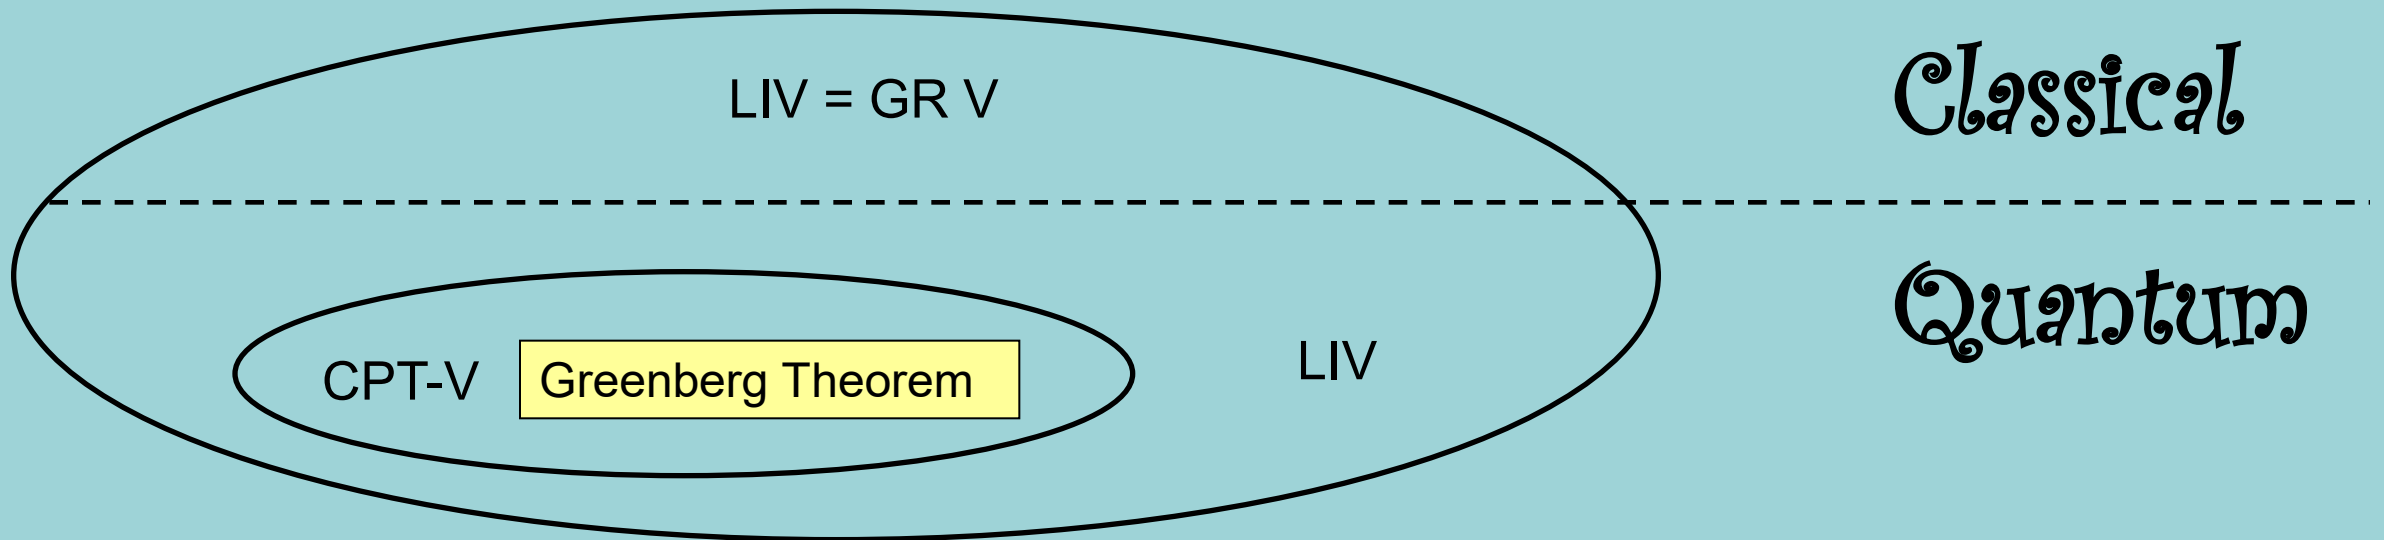 LIV = GR V
Classical
CPT-V
Greenberg Theorem
LIV
Quantum